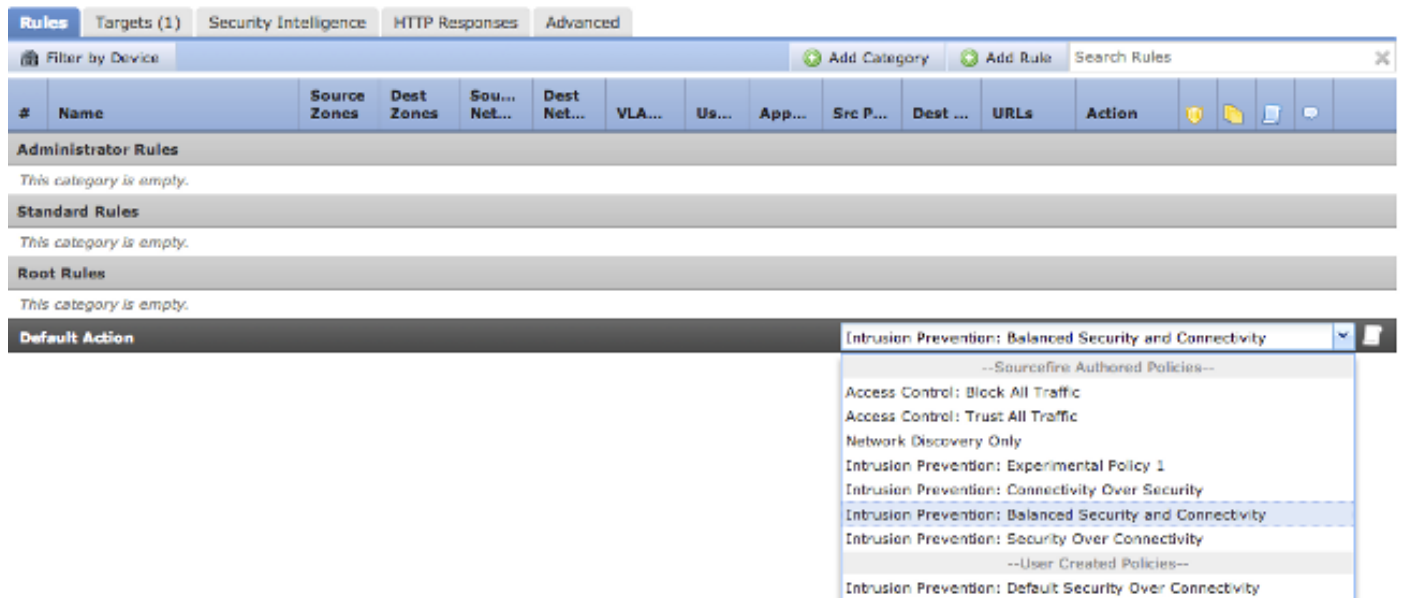 Rules Targets (1) Security Intelligence HTTP Responses Advanced
Filter by Device Add Category Add Rule Search Rules
# Name Source Zones Dest Zones Sou... Net... Dest Net... VLA... Us... App... Src P... Dest ... URLs Action
Administrator Rules
This category is empty.
Standard Rules
This category is empty.
Root Rules
This category is empty.
Default Action Intrusion Prevention: Balanced Security and Connectivity
--Sourcefire Authored Policies--
Access Control: Block All Traffic
Access Control: Trust All Traffic
Network Discovery Only
Intrusion Prevention: Experimental Policy 1
Intrusion Prevention: Connectivity Over Security
Intrusion Prevention: Balanced Security and Connectivity
Intrusion Prevention: Security Over Connectivity
--User Created Policies--
Intrusion Prevention: Default Security Over Connectivity